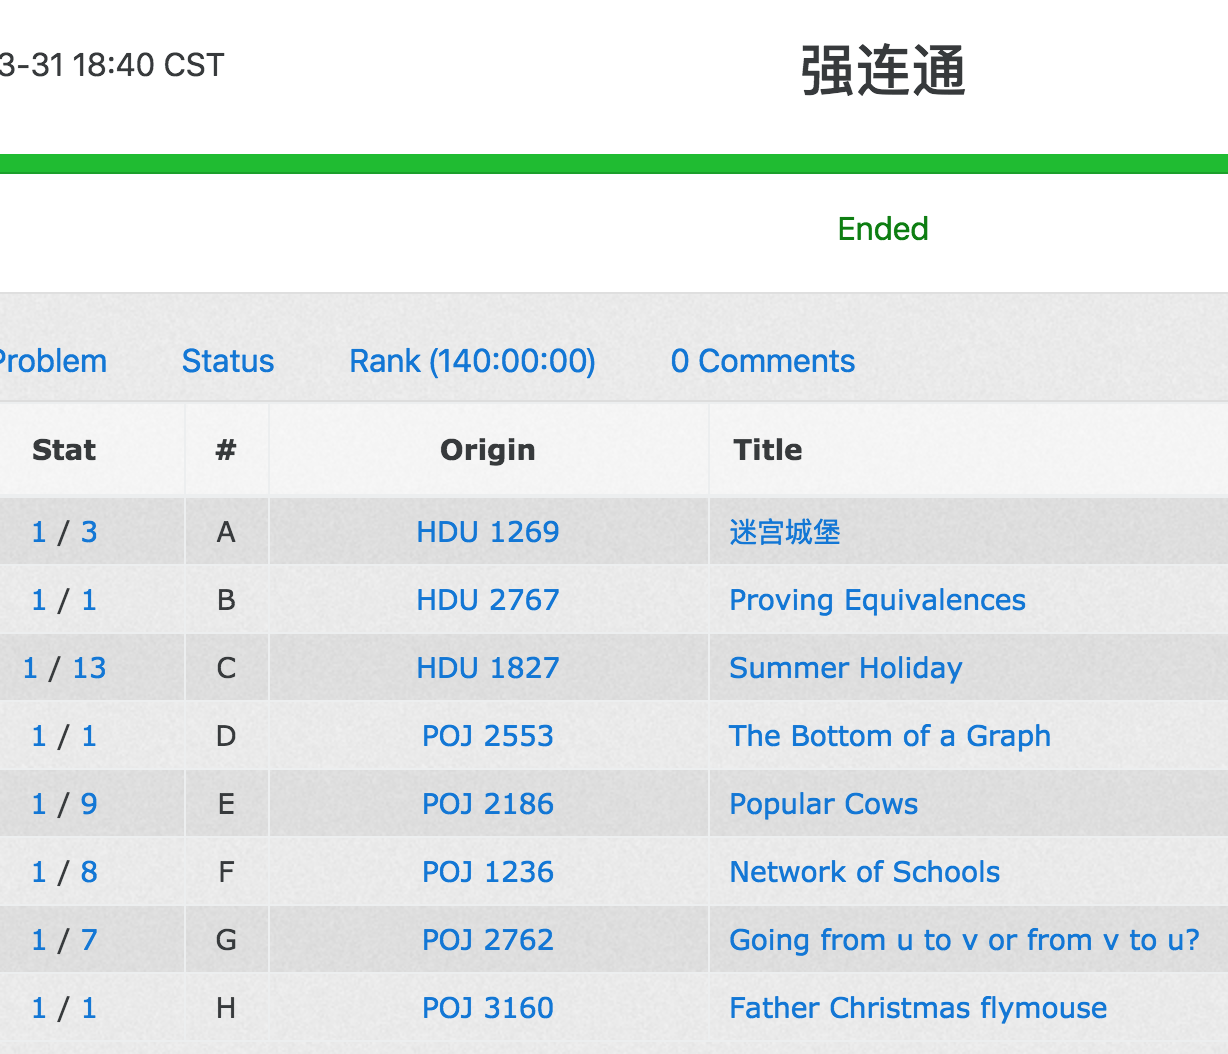 3-31 18:40 CST
强连通
Ended
Problem Status Rank (140:00:00) 0 Comments
Stat # Origin Title
1 / 3 A HDU 1269 迷宫城堡
1 / 1 B HDU 2767 Proving Equivalences
1 / 13 C HDU 1827 Summer Holiday
1 / 1 D POJ 2553 The Bottom of a Graph
1 / 9 E POJ 2186 Popular Cows
1 / 8 F POJ 1236 Network of Schools
1 / 7 G POJ 2762 Going from u to v or from v to u?
1 / 1 H POJ 3160 Father Christmas flymouse